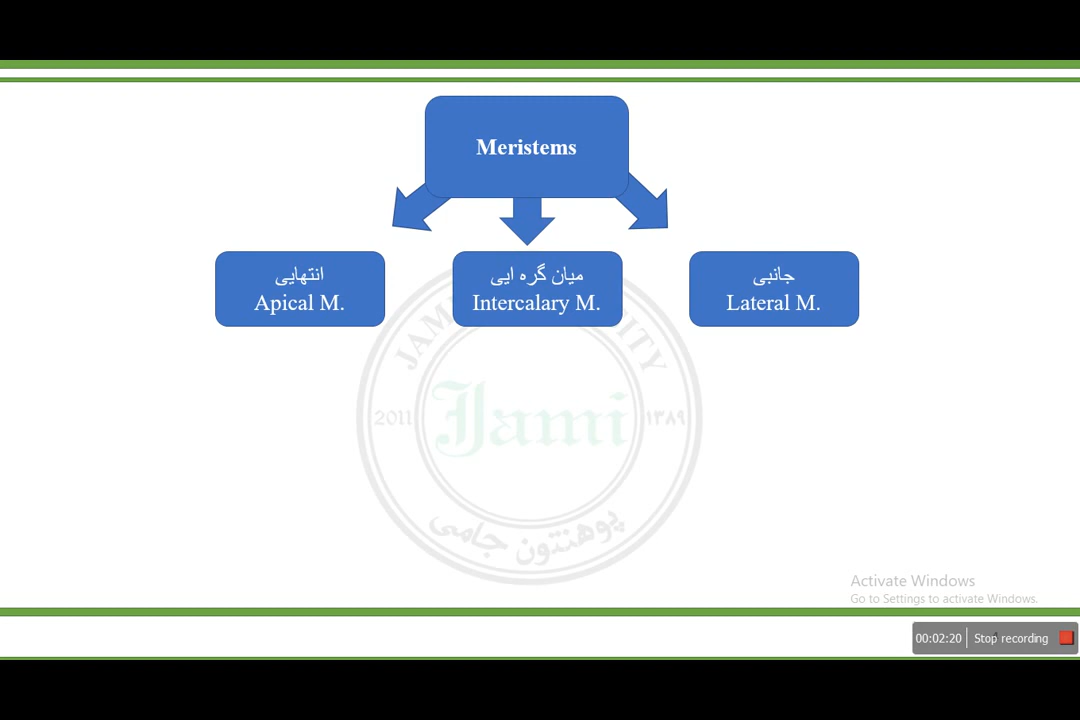 Meristems
انتهایی
Apical M.
میان گره ایی
Intercalary M.
جانبی
Lateral M.
2011
Jami
۱۳۸۹
پوهنتون جامی
Activate Windows
Go to Settings to activate Windows.
00:02:20 Stop recording